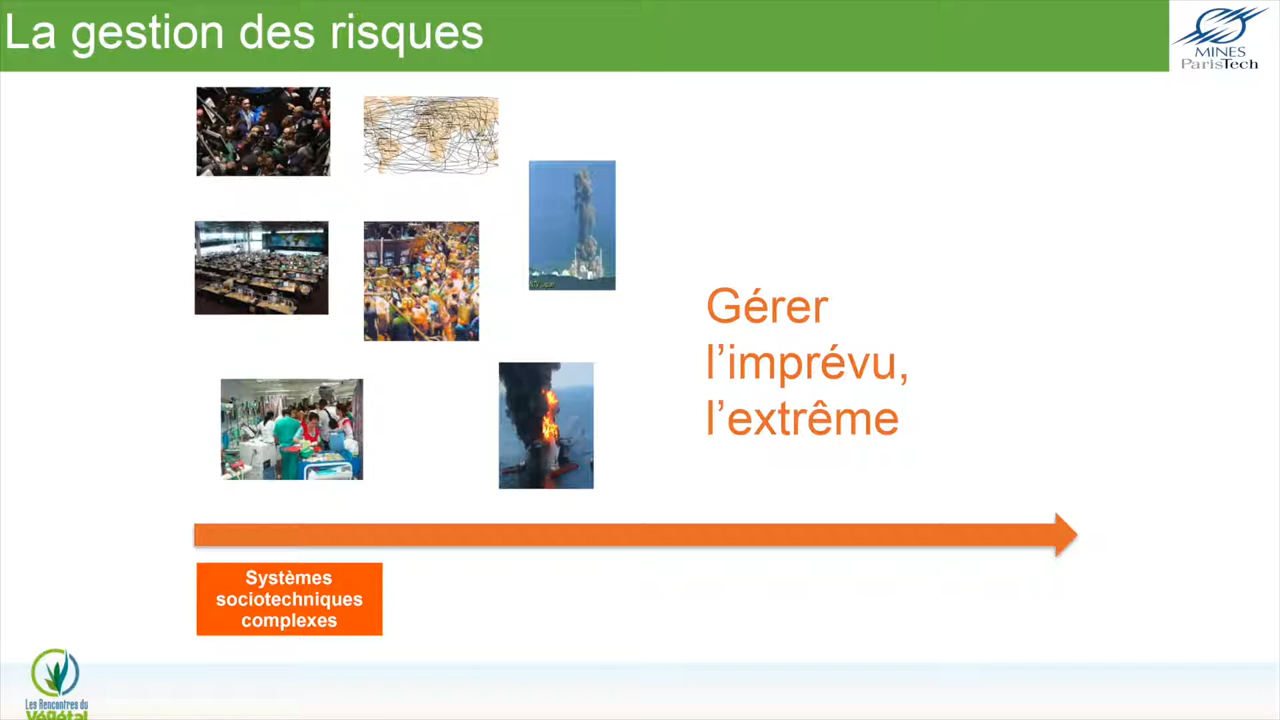 La gestion des risques
MINES
ParisTech
Gérer
l’imprévu,
l’extrême
Systèmes
sociotechniques
complexes
Les Rencontres du
Végétal